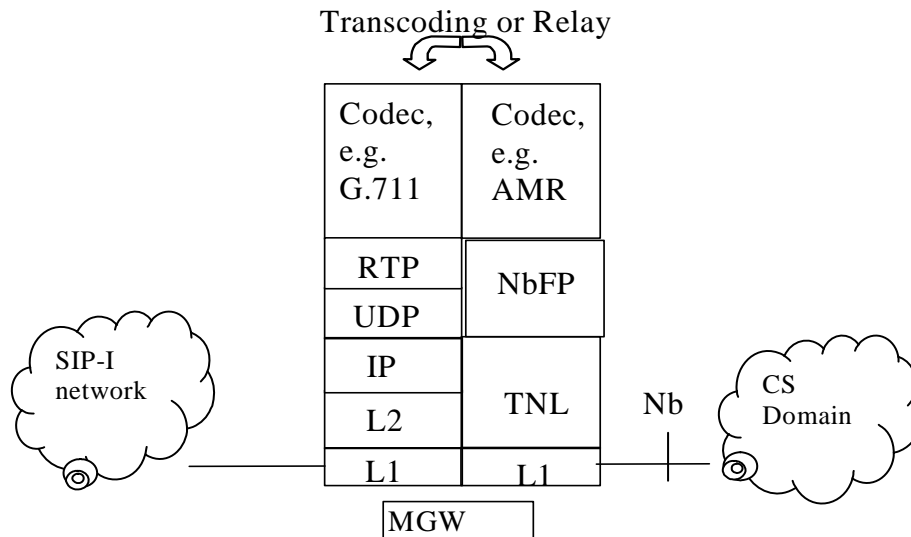 Transcoding or Relay
Codec,
e.g.
G.711
Codec,
e.g.
AMR
RTP
NbFP
UDP
SIP-I
network
IP
L2
TNL
Nb
CS
Domain
L1
L1
MGW